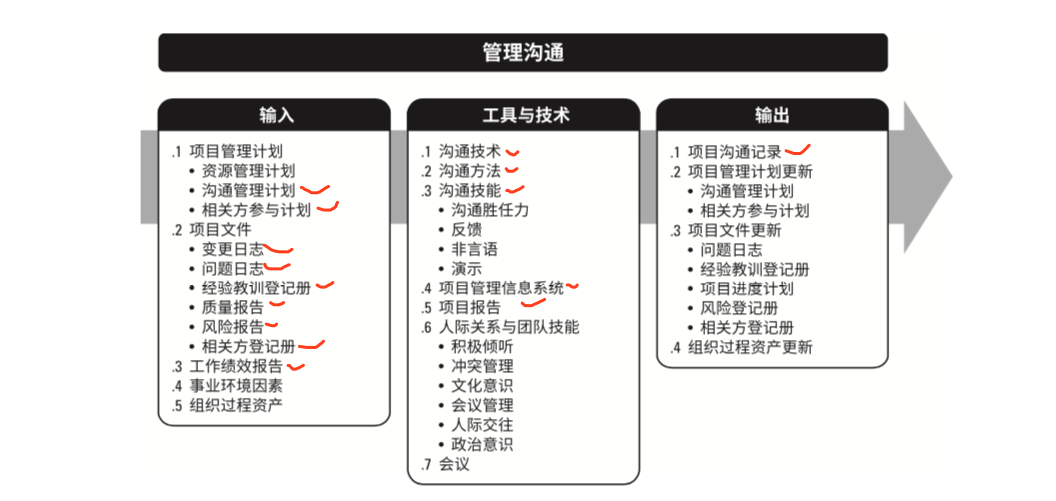 管理沟通
输入
.1 项目管理计划
• 资源管理计划
• 沟通管理计划
• 相关方参与计划
.2 项目文件
• 变更日志
• 问题日志
• 经验教训登记册
• 质量报告
• 风险报告
• 相关方登记册
.3 工作绩效报告
.4 事业环境因素
.5 组织过程资产
工具与技术
.1 沟通技术
.2 沟通方法
.3 沟通技能
• 沟通胜任力
• 反馈
• 非言语
• 演示
.4 项目管理信息系统
.5 项目报告
.6 人际关系与团队技能
• 积极倾听
• 冲突管理
• 文化意识
• 会议管理
• 人际交往
• 政治意识
.7 会议
输出
.1 项目沟通记录
.2 项目管理计划更新
• 沟通管理计划
• 相关方参与计划
.3 项目文件更新
• 问题日志
• 经验教训登记册
• 项目进度计划
• 风险登记册
• 相关方登记册
.4 组织过程资产更新